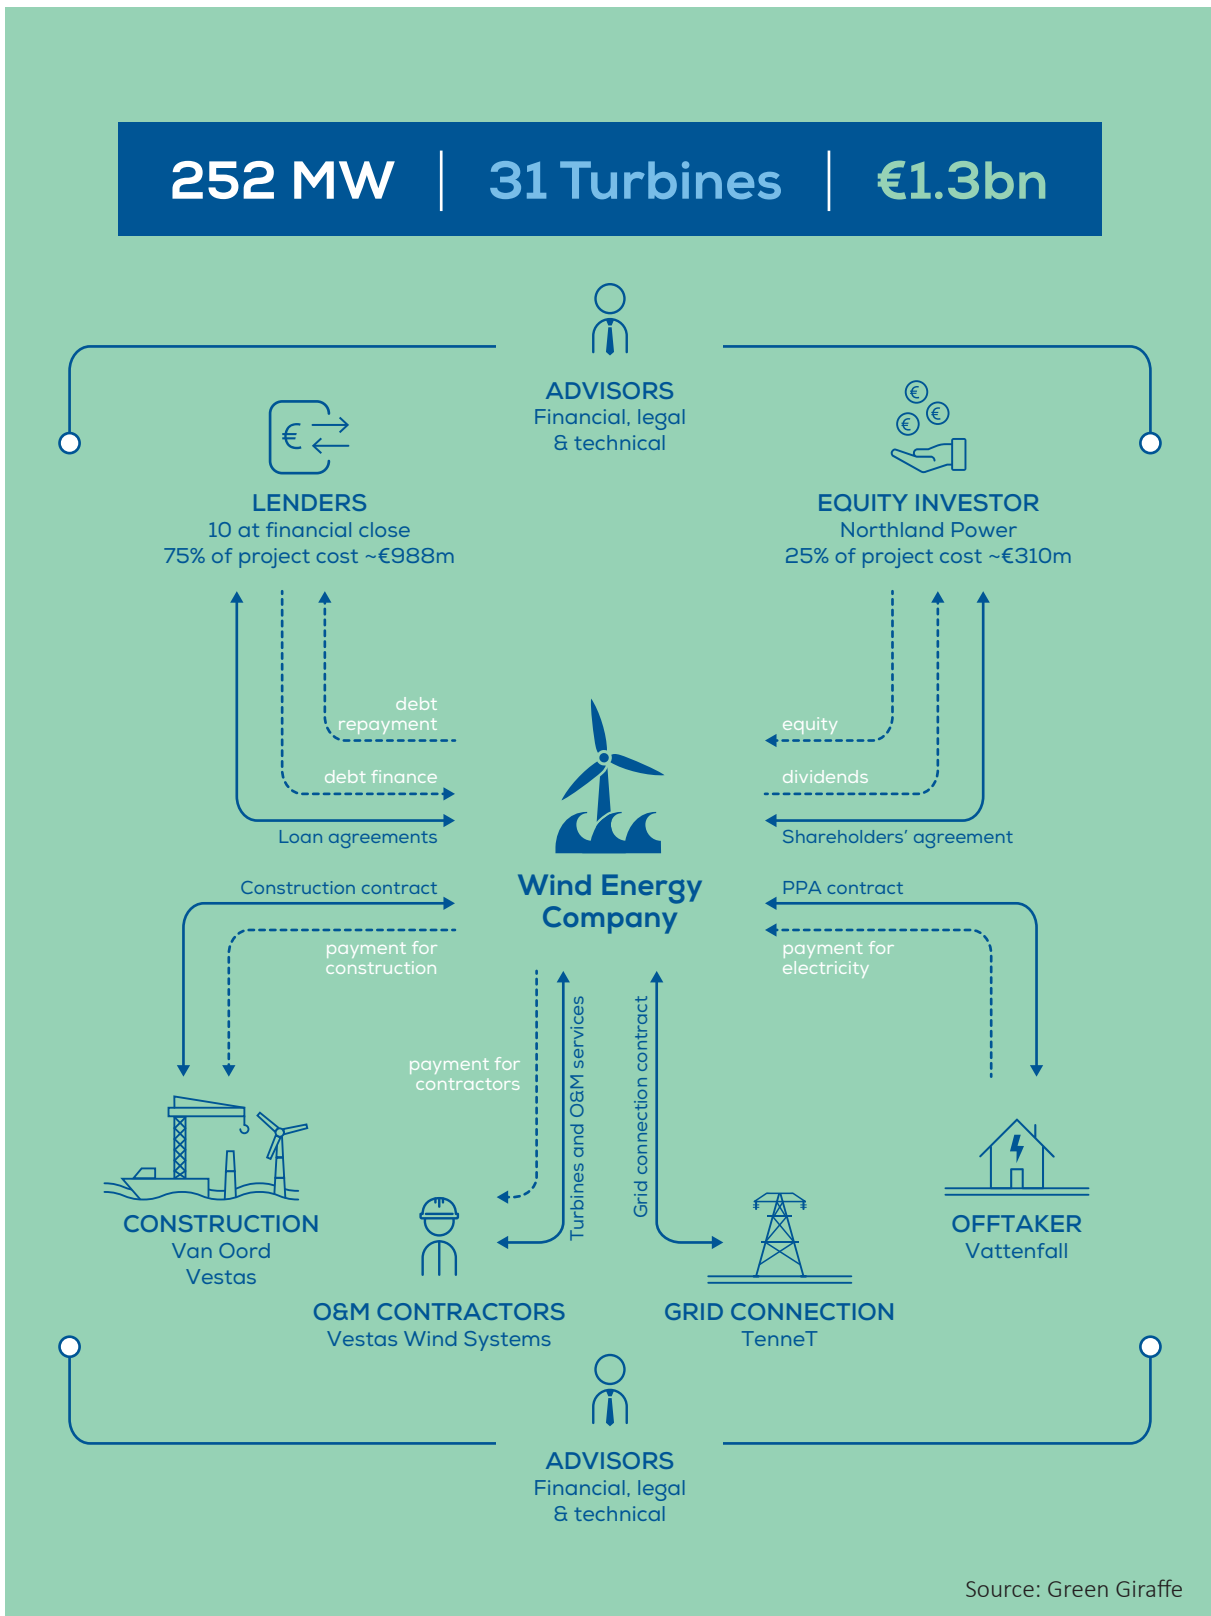 252 MW
31 Turbines
€1.3bn
ADVISORS
Financial, legal
& technical
LENDERS
10 at financial close
75% of project cost ~€988m
EQUITY INVESTOR
Northland Power
25% of project cost ~€310m
debt
repayment
debt finance
Loan agreements
equity
dividends
Shareholders’ agreement
Wind Energy
Company
Construction contract
payment for
construction
PPA contract
payment for
electricity
payment for
contractors
Turbines and O&M services
Grid connection contract
CONSTRUCTION
Van Oord
Vestas
O&M CONTRACTORS
Vestas Wind Systems
GRID CONNECTION
TenneT
OFFTAKER
Vattenfall
ADVISORS
Financial, legal
& technical
Source: Green Giraffe